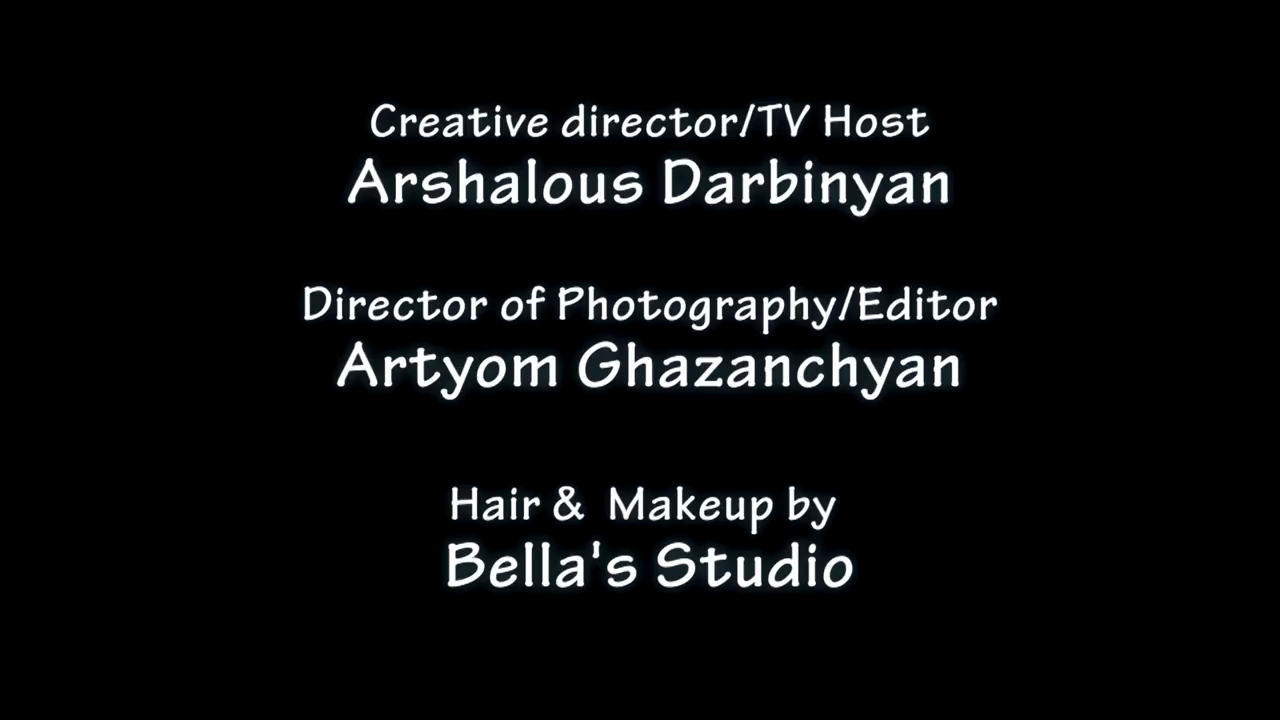 Creative director/TV Host
Arshalous Darbinyan
Director of Photography/Editor
Artyom Ghazanchyan
Hair & Makeup by
Bella's Studio